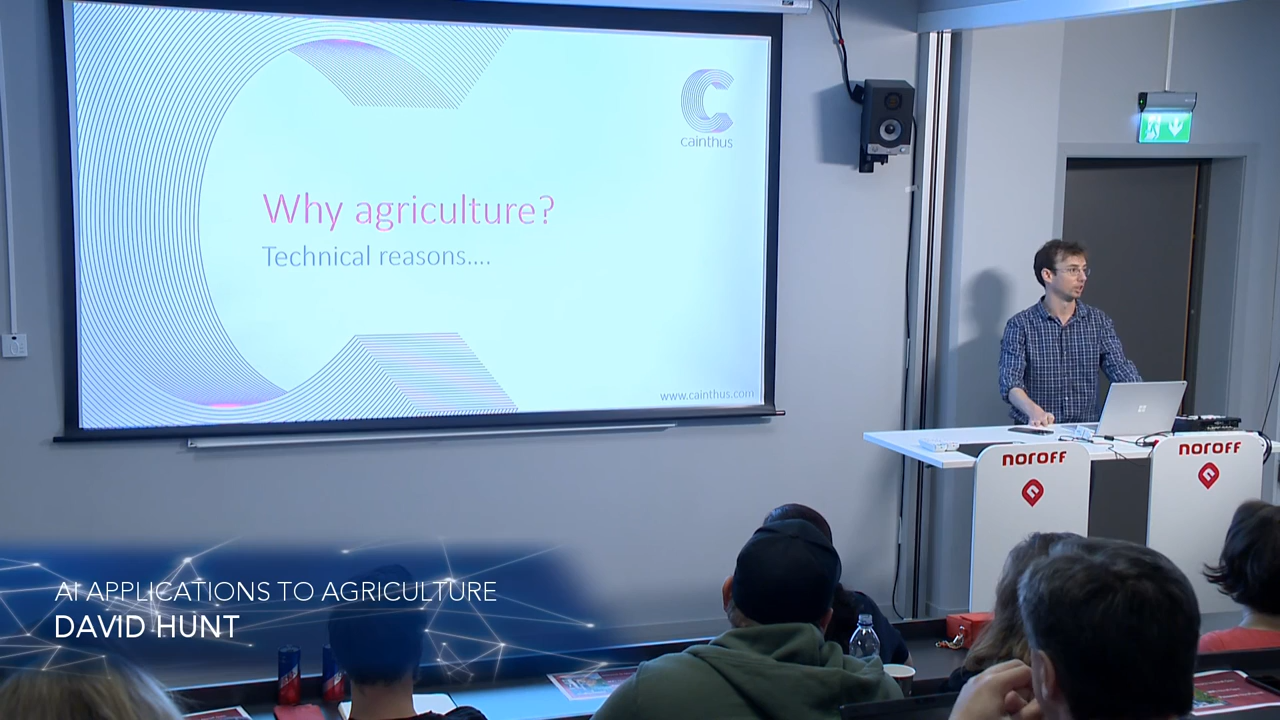 cainthus
Why agriculture?
Technical reasons....
www.cainthus.com
noroff
noroff
AI APPLICATIONS TO AGRICULTURE
DAVID HUNT